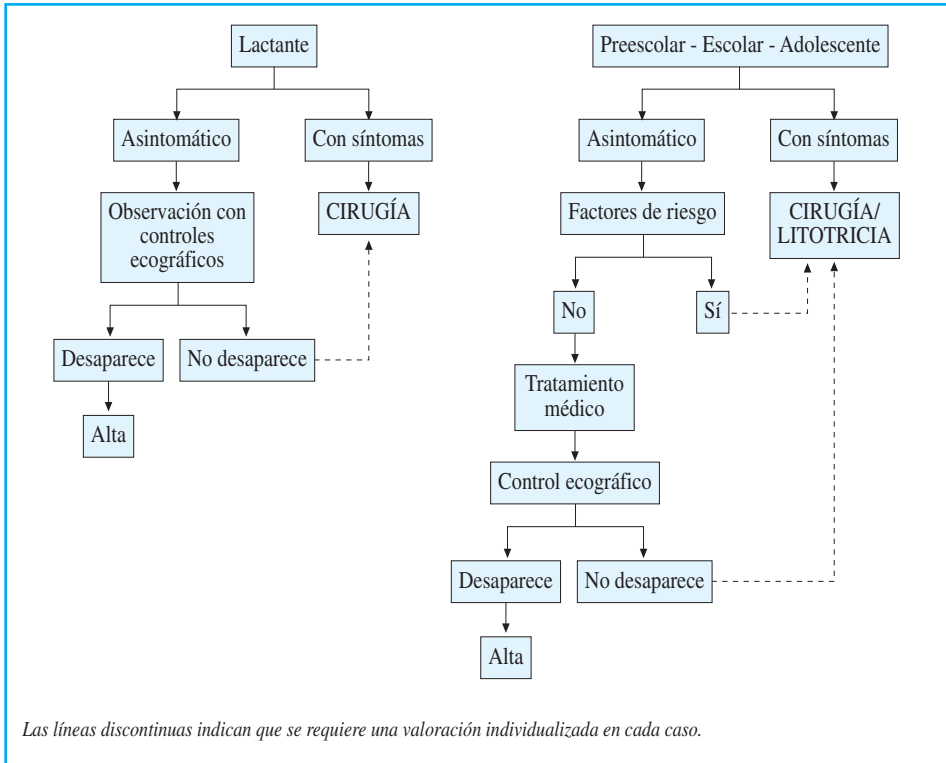 Lactante
Asintomático
Con síntomas
Observación con
controles
ecográficos
CIRUGÍA
Desaparece
No desaparece
Alta
Preescolar - Escolar - Adolescente
Asintomático
Con síntomas
Factores de riesgo
CIRUGÍA/
LITOTRICIA
No
Sí
Tratamiento
médico
Control ecográfico
Desaparece
No desaparece
Alta
Las líneas discontinuas indican que se requiere una valoración individualizada en cada caso.